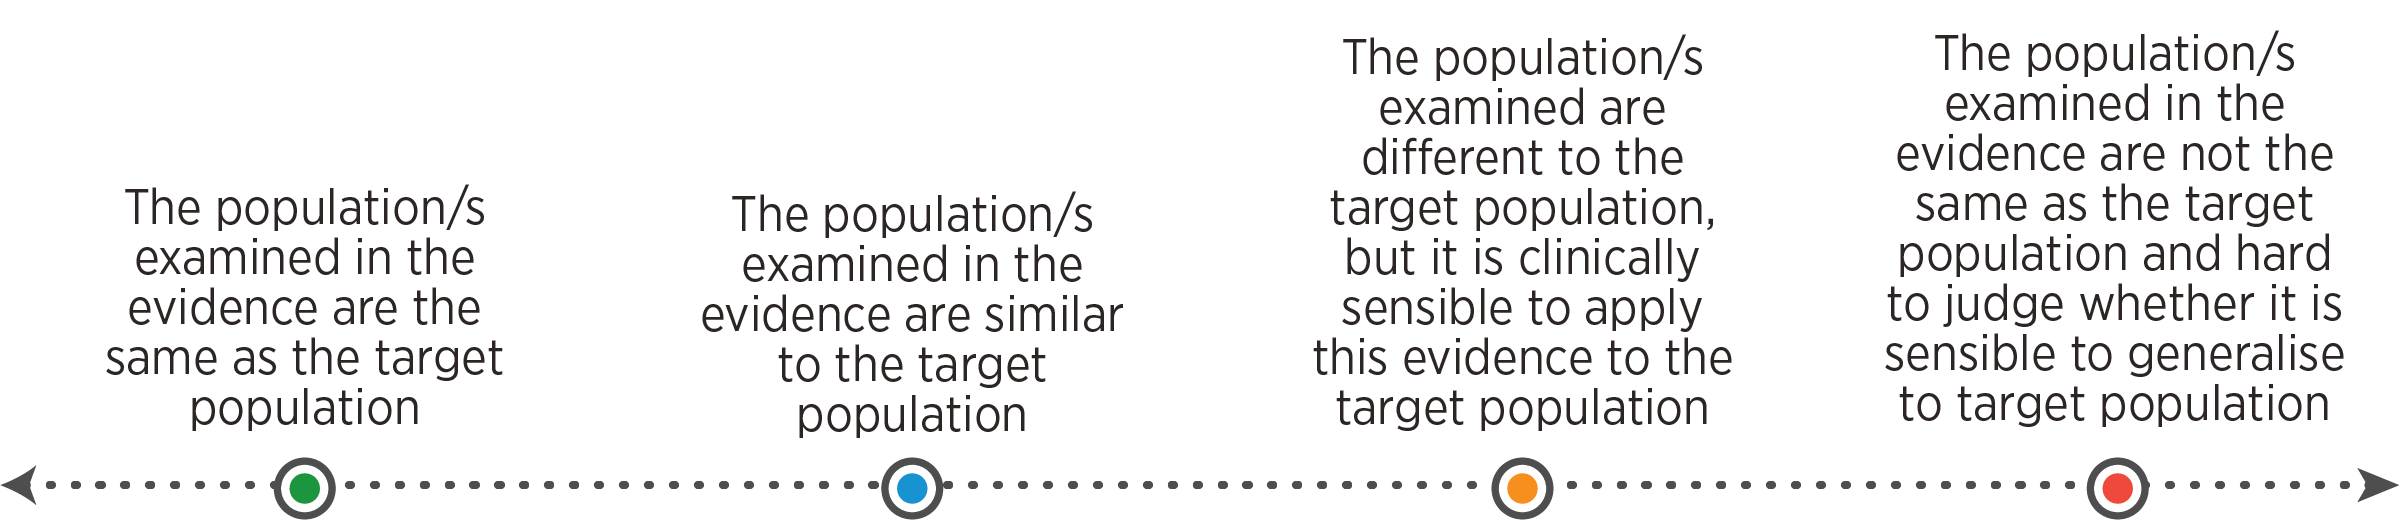 The population/s
examined in the
evidence are the
same as the target
population
The population/s
examined in the
evidence are similar
to the target
population
The population/s
examined are
different to the
target population,
but it is clinically
sensible to apply
this evidence to the
target population
The population/s
examined in the
evidence are not the
same as the target
population and hard
to judge whether it is
sensible to generalise
to target population